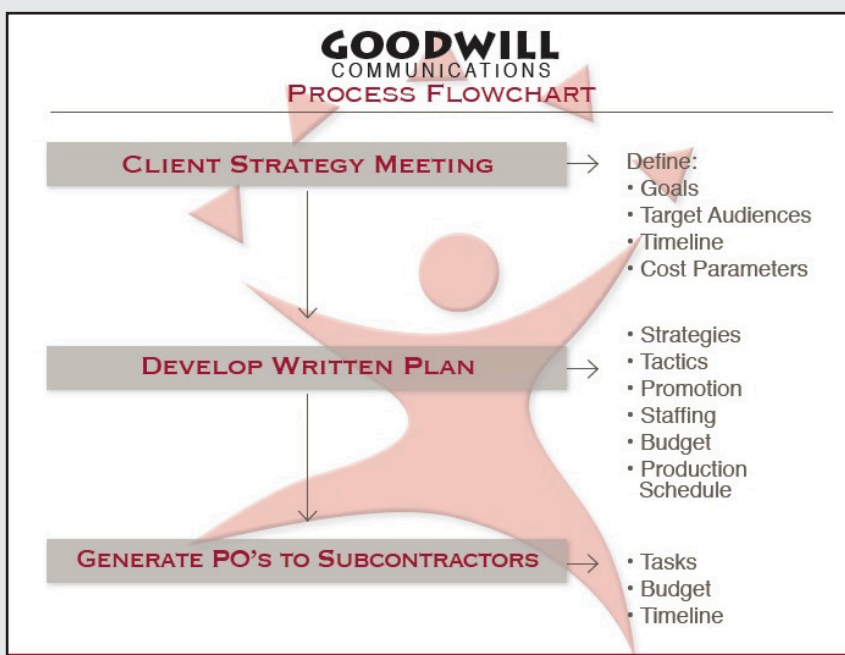 GOODWILL
COMMUNICATIONS
PROCESS FLOWCHART
CLIENT STRATEGY MEETING
Define:
• Goals
• Target Audiences
• Timeline
• Cost Parameters
DEVELOP WRITTEN PLAN
• Strategies
• Tactics
• Promotion
• Staffing
• Budget
• Production
Schedule
GENERATE PO'S TO SUBCONTRACTORS
• Tasks
• Budget
• Timeline